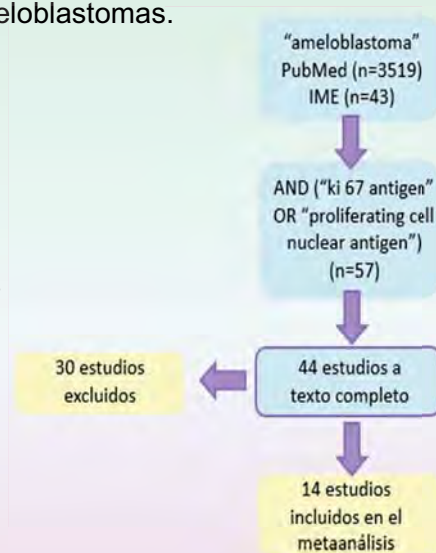 eloblastomas.
“ameloblastoma”
PubMed (n=3519)
IME (n=43)
AND (“ki 67 antigen”
OR “proliferating cell
nuclear antigen”)
(n=57)
30 estudios
excluidos
44 estudios a
texto completo
14 estudios
incluidos en el
metaanálisis